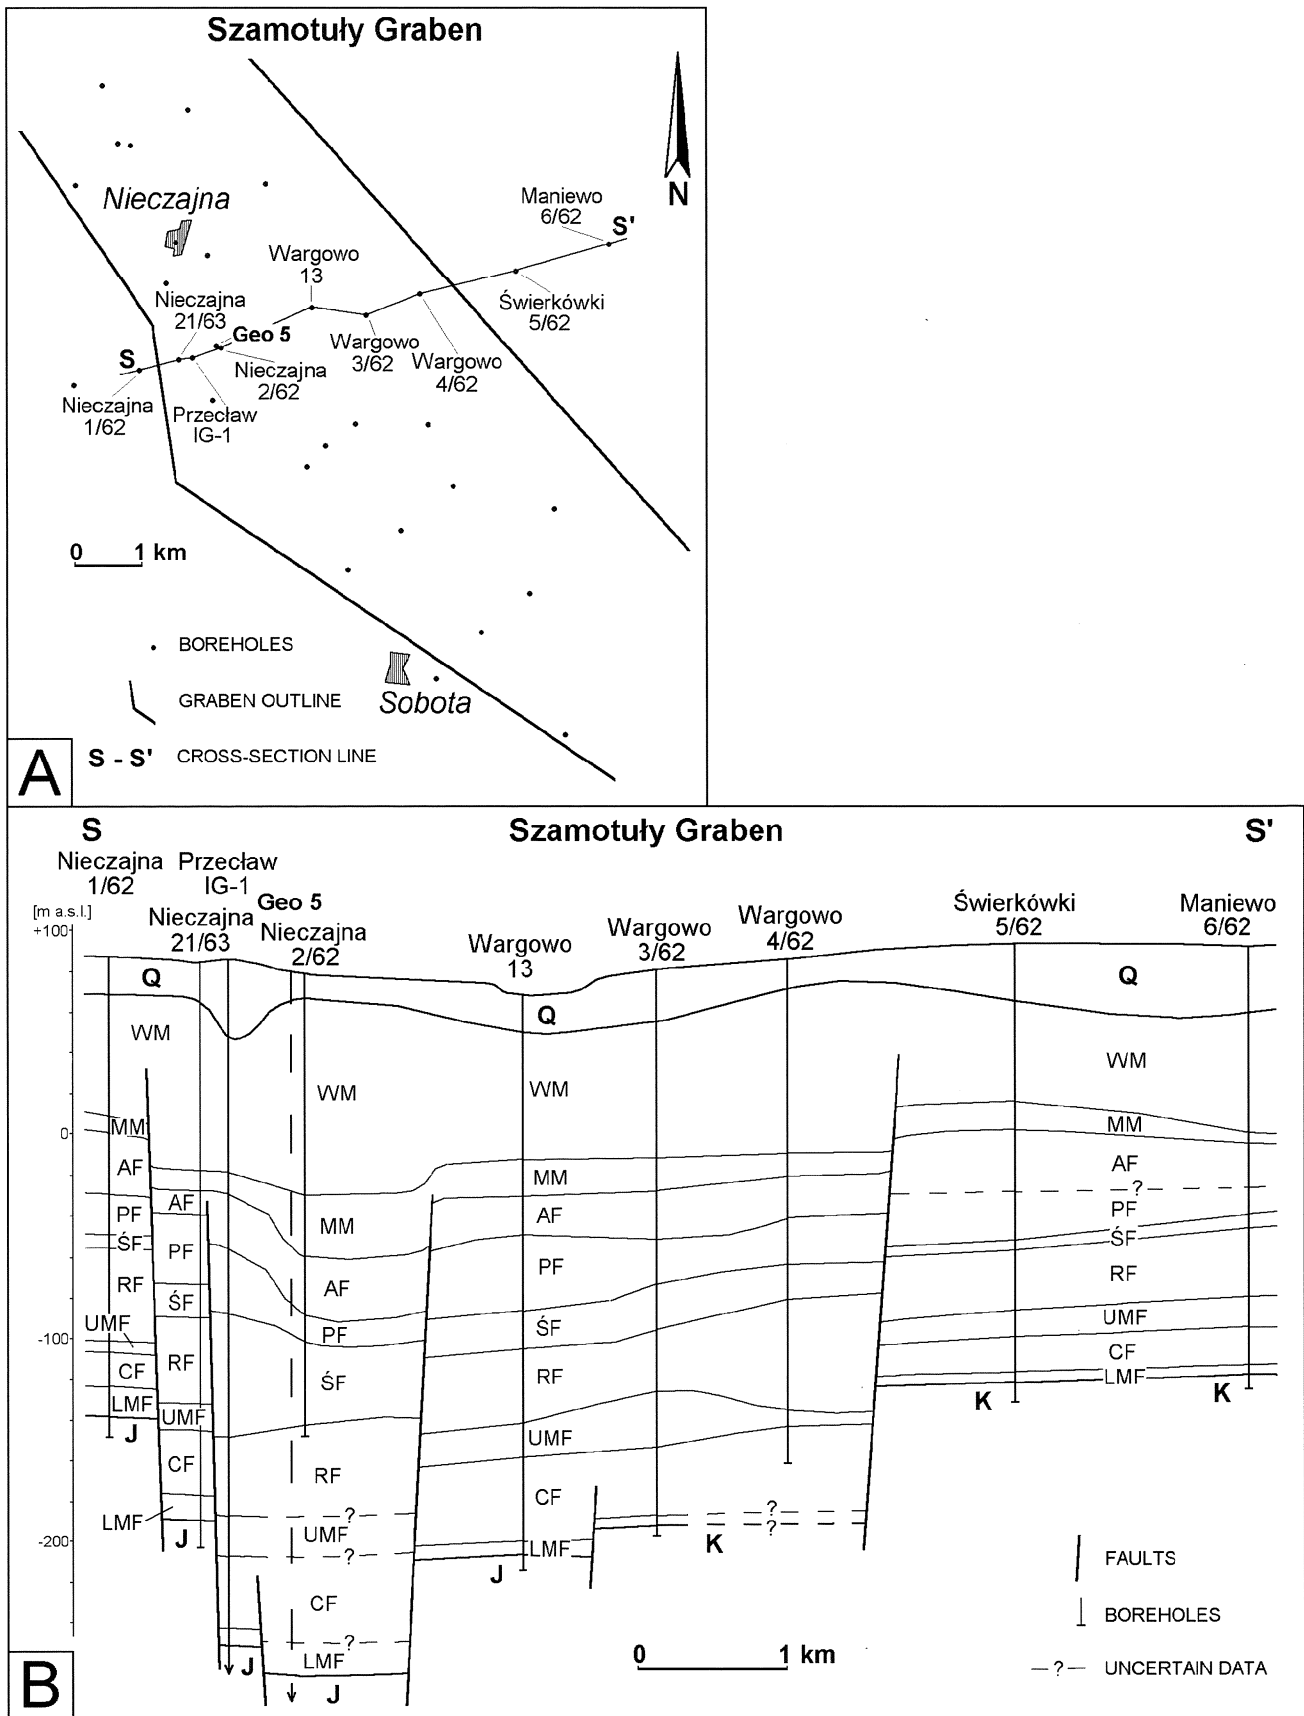 Szamotuły Graben
N
Nieczajna
Maniewo
6/62
S'
Wargowo
13
Nieczajna
21/63
Geo 5
Świerkówki
5/62
Wargowo
3/62
Wargowo
4/62
S
Nieczajna
2/62
Nieczajna
1/62
Przecław
IG-1
0 1 km
BOREHOLES
GRABEN OUTLINE
S - S' CROSS-SECTION LINE
Sobota
A
S Szamotuły Graben S'
Nieczajna
1/62
Przecław
IG-1
Geo 5
Nieczajna
21/63
Nieczajna
2/62
Wargowo
13
Wargowo
3/62
Wargowo
4/62
Świerkówki
5/62
Maniewo
6/62
[m a.s.l.]
+100
0
-100
-200
Q Q Q
WM WM WM WM
MM MM MM MM
AF AF AF AF AF
PF PF PF PF PF
ŚF ŚF ŚF ŚF ŚF
RF RF RF RF RF
UMF UMF UMF UMF UMF
CF CF CF CF CF
LMF LMF LMF LMF LMF
J J J J J
K K K
? ? ? ? ? ?
0 1 km
FAULTS
BOREHOLES
—?— UNCERTAIN DATA
B